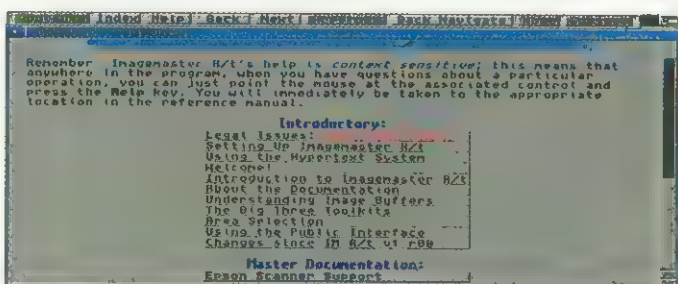 Index Help Back Next
Remember Imagemaster R/t's help is context sensitive; this means that
anywhere in the program, when you have questions about a particular
operation, you can just point the mouse at the associated control and
press the Help key. You will immediately be taken to the appropriate
location in the reference manual.
Introductory:
Legal Issues:
Setting Up Imagemaster R/t
Using the Hypertext System
Welcome!
Introduction to Imagemaster R/t
About the Documentation
Understanding Image Buffers
The Big Three Toolkits
Area Selection
Using the Public Interface
Changes since IM R/t v1
Master Documentation:
Epson Scanner Support